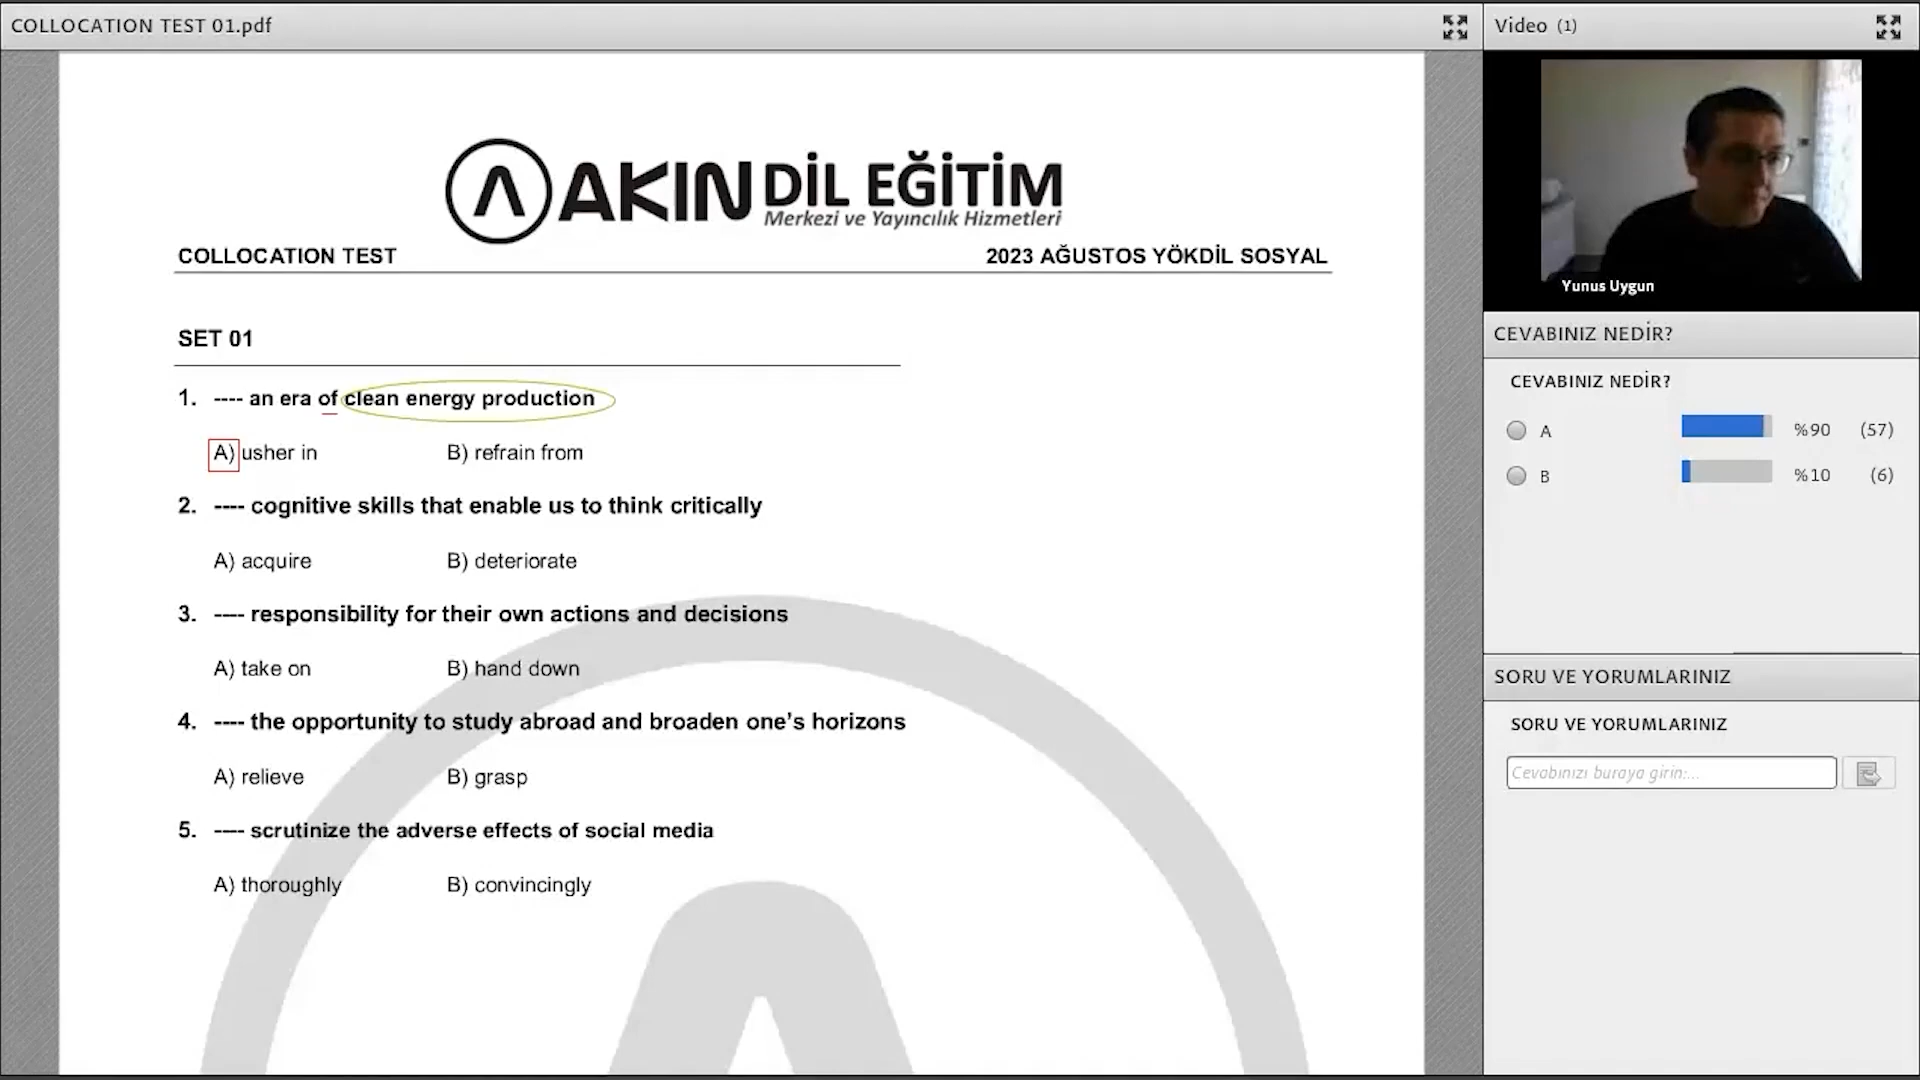 COLLOCATION TEST 01.pdf
AKIN DİL EĞİTİM
Merkezi ve Yayıncılık Hizmetleri
COLLOCATION TEST 2023 AĞUSTOS YÖKDİL SOSYAL
SET 01
1. ---- an era of clean energy production
A) usher in B) refrain from
2. ---- cognitive skills that enable us to think critically
A) acquire B) deteriorate
3. ---- responsibility for their own actions and decisions
A) take on B) hand down
4. ---- the opportunity to study abroad and broaden one’s horizons
A) relieve B) grasp
5. ---- scrutinize the adverse effects of social media
A) thoroughly B) convincingly
Video (1)
Yunus Uygun
CEVABINIZ NEDİR?
CEVABINIZ NEDİR?
A %90 (57)
B %10 (6)
SORU VE YORUMLARINIZ
SORU VE YORUMLARINIZ
Cevabınızı buraya girin:...